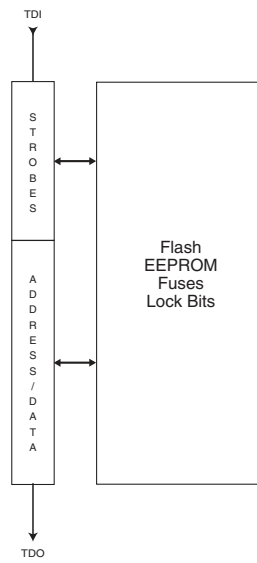 TDI
STROBES
ADDRESS/DATA
Flash
EEPROM
Fuses
Lock Bits
TDO